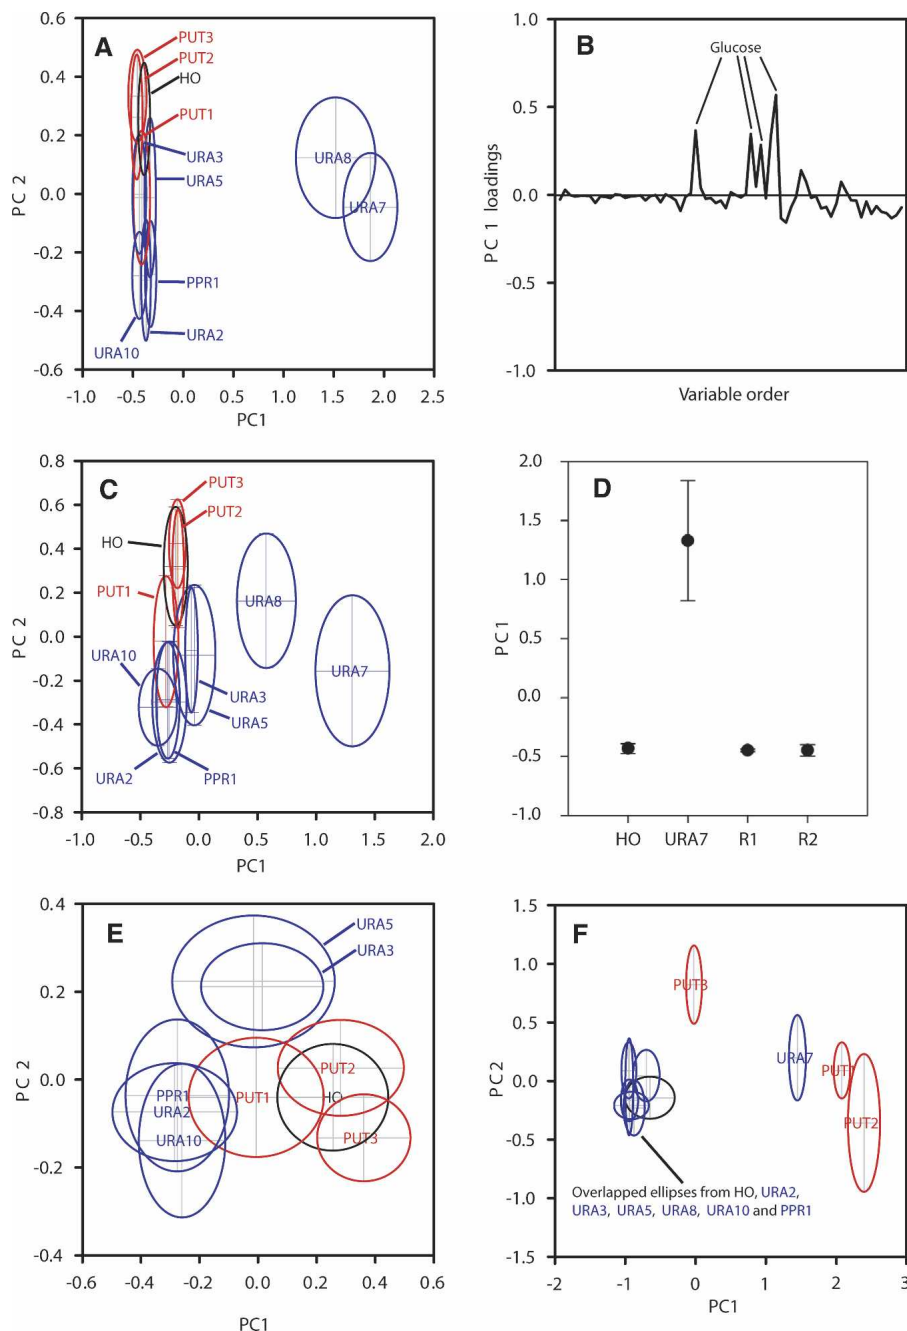 A
PUT3
PUT2
HO
PUT1
URA3
URA5
URA8
URA7
PPR1
URA2
URA10
0.6
0.4
0.2
0.0
-0.2
-0.4
-0.6
PC 2
-1.0 -0.5 0.0 0.5 1.0 1.5 2.0 2.5
PC1
B
Glucose
1.0
0.5
0.0
-0.5
-1.0
PC 1 loadings
Variable order
C
PUT3
PUT2
HO
PUT1
URA8
URA10
URA7
URA3
URA5
URA2
PPR1
0.8
0.6
0.4
0.2
0.0
-0.2
-0.4
-0.6
-0.8
PC 2
-1.0 -0.5 0.0 0.5 1.0 1.5 2.0
PC1
D
2.0
1.5
1.0
0.5
0.0
-0.5
-1.0
PC1
HO URA7 R1 R2
E
URA5
URA3
PUT2
PPR1
PUT1
HO
URA2
URA10
PUT3
0.4
0.2
0.0
-0.2
-0.4
PC 2
-0.4 -0.2 0.0 0.2 0.4 0.6
PC1
F
PUT3
URA7
PUT1
PUT2
Overlapped ellipses from HO, URA2,
URA3, URA5, URA8, URA10 and PPR1
1.5
1.0
0.5
0.0
-0.5
-1.0
-1.5
PC2
-2 -1 0 1 2 3
PC1